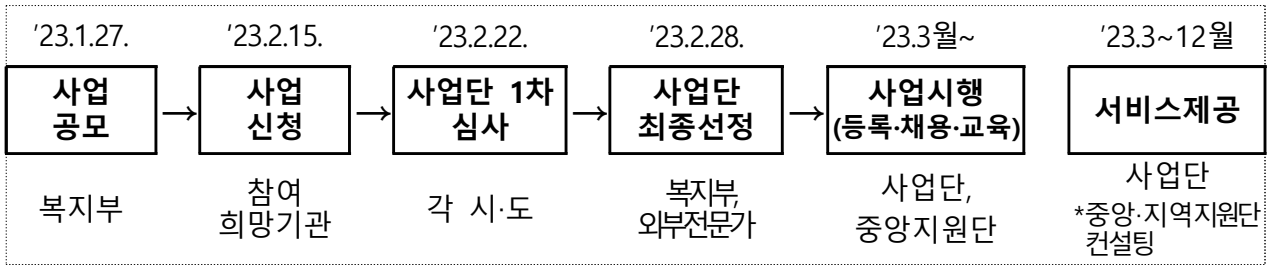 '23.1.27. '23.2.15. '23.2.22. '23.2.28. '23.3월~ '23.3~12월
사업 공모 → 사업 신청 → 사업단 1차 심사 → 사업단 최종선정 → 사업시행 (등록·채용·교육) 서비스제공
복지부
참여
희망기관
각 시·도
복지부,
외부전문가
사업단,
중앙지원단
사업단
*중앙·지역지원단
컨설팅